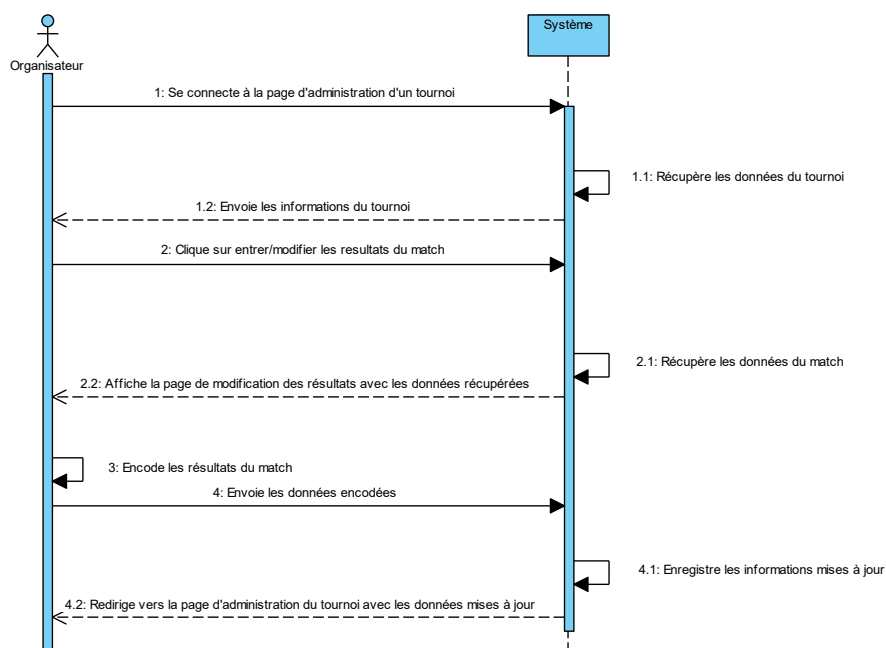 Système
Organisateur
1: Se connecte à la page d'administration d'un tournoi
1.1: Récupère les données du tournoi
1.2: Envoie les informations du tournoi
2: Clique sur entrer/modifier les resultats du match
2.1: Récupère les données du match
2.2: Affiche la page de modification des résultats avec les données récupérées
3: Encode les résultats du match
4: Envoie les données encodées
4.1: Enregistre les informations mises à jour
4.2: Redirige vers la page d'administration du tournoi avec les données mises à jour